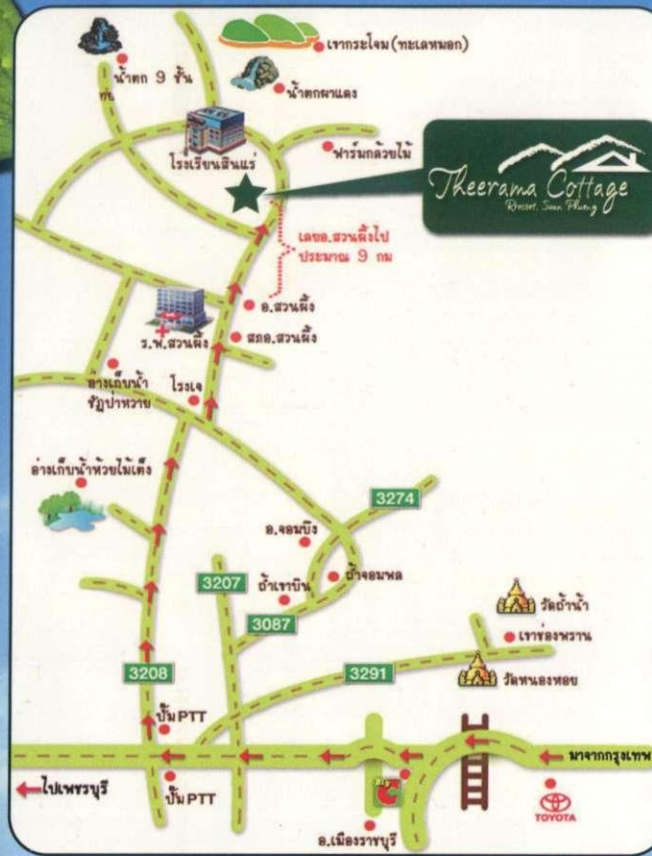 เขากระโจม (ทะเลหมอก)
น้ำตก 9 ชั้น
น้ำตกผาแดง
โรงเรียนสินแร่
ฟาร์มกล้วยไม้
Theerama Cottage
Ressort, Suan Phueng
เลยอ.สวนผึ้งไป
ประมาณ 9 กม
อ.สวนผึ้ง
ร.พ.สวนผึ้ง
สภอ.สวนผึ้ง
อ่างเก็บน้ำ
ชัฏป่าหวาย
โรงเจ
อ่างเก็บน้ำห้วยไม้เต็ง
3274
อ.จอมบึง
3207
ถ้ำเขาบิน
ถ้ำจอมพล
3087
วัดถ้ำน้ำ
เขาช่องพราน
3208
3291
วัดหนองหอย
ปั๊ม PTT
มาจากกรุงเทพ
ไปเพชรบุรี
ปั๊ม PTT
Big
C
TOYOTA
อ.เมืองราชบุรี